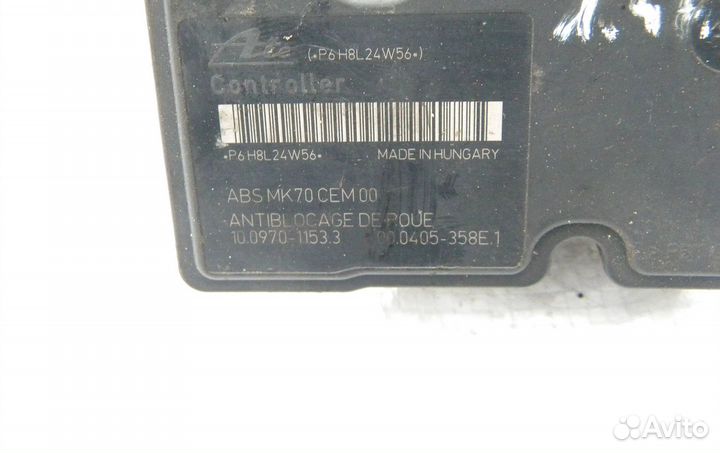 Ate (*P6H8L24W56*)
Controller
*P6H8L24W56* MADE IN HUNGARY
ABS MK70 CEM 00
ANTIBLOCAGE DE ROUE
10.0970-1153.3 00.0405-358E.1
Avito